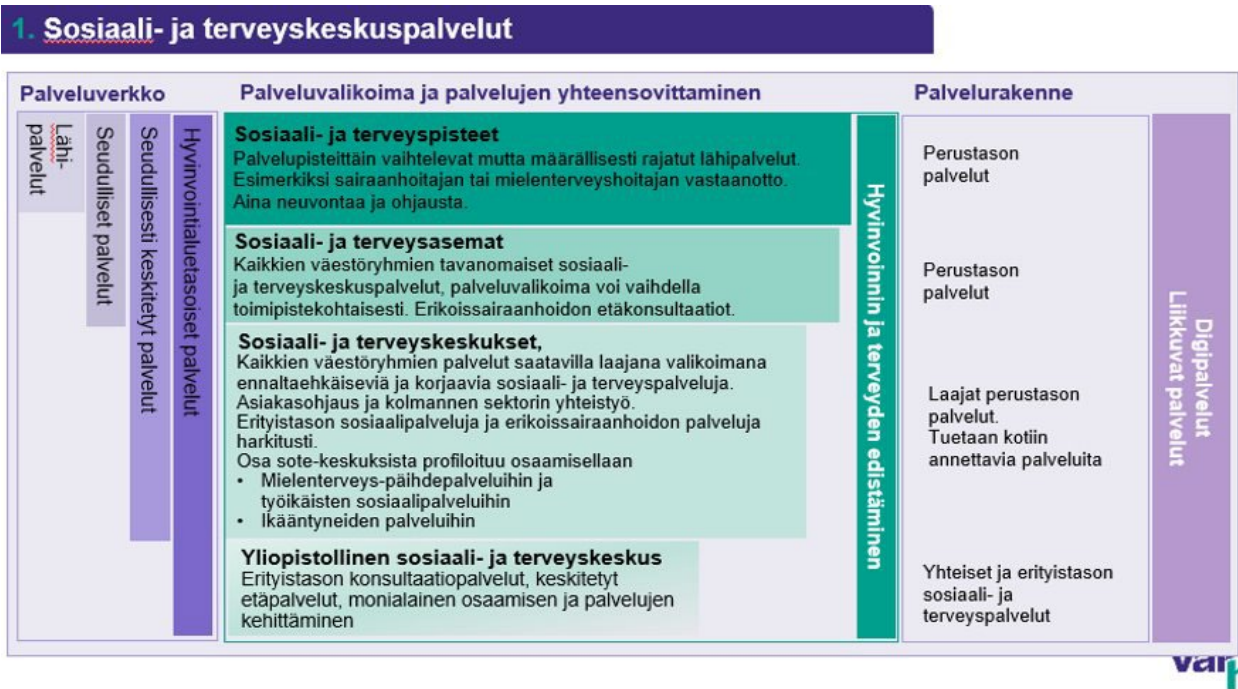 1. Sosiaali- ja terveyskeskuspalvelut
Palveluverkko
Lähi-
palvelut
Seudulliset palvelut
Seudullisesti keskitetyt palvelut
Hyvinvointialuetasoiset palvelut
Palveluvalikoima ja palvelujen yhteensovittaminen
Sosiaali- ja terveyspisteet
Palvelupisteittäin vaihtelevat mutta määrällisesti rajatut lähipalvelut.
Esimerkiksi sairaanhoitajan tai mielenterveyshoitajan vastaanotto.
Aina neuvontaa ja ohjausta.
Sosiaali- ja terveysasemat
Kaikkien väestöryhmien tavanomaiset sosiaali-
ja terveyskeskuspalvelut, palveluvalikoima voi vaihdella
toimipistekohtaisesti. Erikoissairaanhoidon etäkonsultaatiot.
Sosiaali- ja terveyskeskukset,
Kaikkien väestöryhmien palvelut saatavilla laajana valikoimana
ennaltaehkäiseviä ja korjaavia sosiaali- ja terveyspalveluja.
Asiakasohjaus ja kolmannen sektorin yhteistyö.
Erityistason sosiaalipalveluja ja erikoissairaanhoidon palveluja
harkitusti.
Osa sote-keskuksista profiloituu osaamisellaan
• Mielenterveys-päihdepalveluihin ja
työikäisten sosiaalipalveluihin
• Ikääntyneiden palveluihin
Yliopistollinen sosiaali- ja terveyskeskus
Erityistason konsultaatiopalvelut, keskitetyt
etäpalvelut, monialainen osaamisen ja palvelujen
kehittäminen
Hyvinvoinnin ja terveyden edistäminen
Palvelurakenne
Perustason
palvelut
Perustason
palvelut
Laajat perustason
palvelut.
Tuetaan kotiin
annettavia palveluita
Yhteiset ja erityistason
sosiaali- ja
terveyspalvelut
Digipalvelut
Liikkuvat palvelut